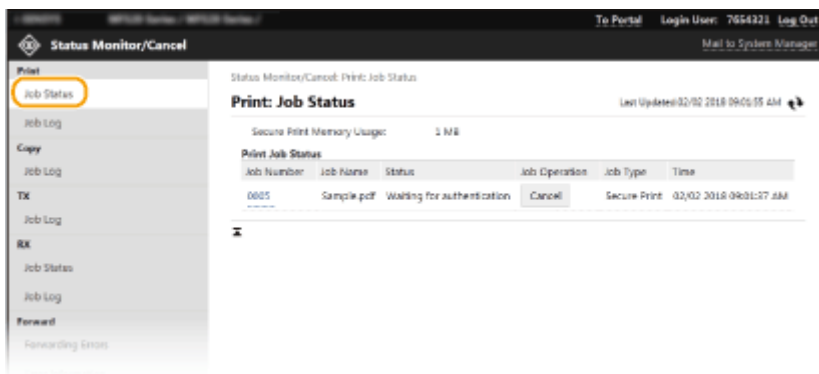 To Portal Login User: 7654321 Log Out
Status Monitor/Cancel Mail to System Manager
Print
Job Status
Job Log
Copy
Job Log
TX
Job Log
RX
Job Status
Job Log
Forward
Forwarding Errors
Status Monitor/Cancel: Print: Job Status
Print: Job Status Last Updated:02/02 2018 09:01:55 AM
Secure Print Memory Usage: 1 MB
Print Job Status
Job Number Job Name Status Job Operation Job Type Time
0005 Sample.pdf Waiting for authentication Cancel Secure Print 02/02 2018 09:01:37 AM